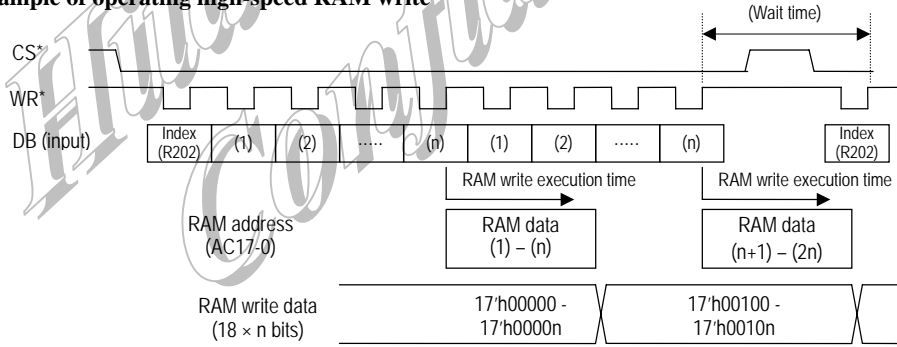 ample of operating high-speed RAM write
(Wait time)
CS*
WR*
DB (input)
Index (R202) (1) (2) ..... (n) (1) (2) ..... (n) Index (R202)
RAM write execution time RAM write execution time
RAM address (AC17-0)
RAM data (1) – (n)
RAM data (n+1) – (2n)
RAM write data (18 × n bits)
17'h00000 - 17'h0000n
17'h00100 - 17'h0010n